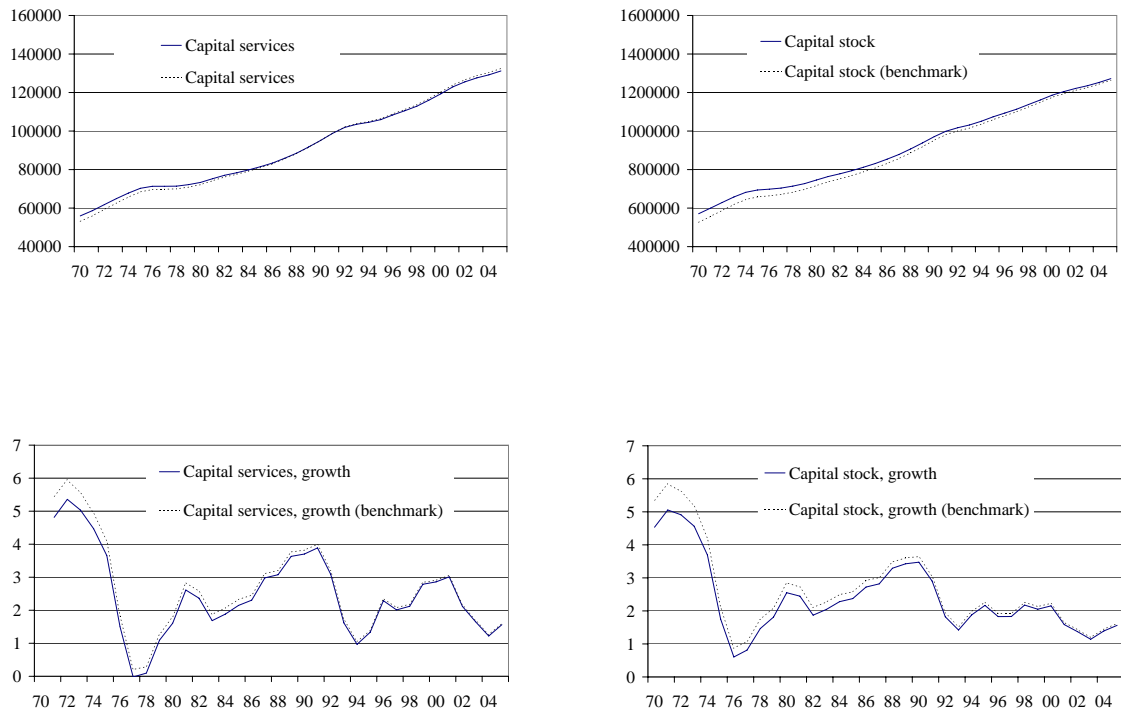 160000
140000
120000
100000
80000
60000
40000
Capital services
Capital services
70 72 74 76 78 80 82 84 86 88 90 92 94 96 98 00 02 04
1600000
1400000
1200000
1000000
800000
600000
400000
Capital stock
Capital stock (benchmark)
70 72 74 76 78 80 82 84 86 88 90 92 94 96 98 00 02 04
7
6
5
4
3
2
1
0
Capital services, growth
Capital services, growth (benchmark)
70 72 74 76 78 80 82 84 86 88 90 92 94 96 98 00 02 04
7
6
5
4
3
2
1
0
Capital stock, growth
Capital stock, growth (benchmark)
70 72 74 76 78 80 82 84 86 88 90 92 94 96 98 00 02 04